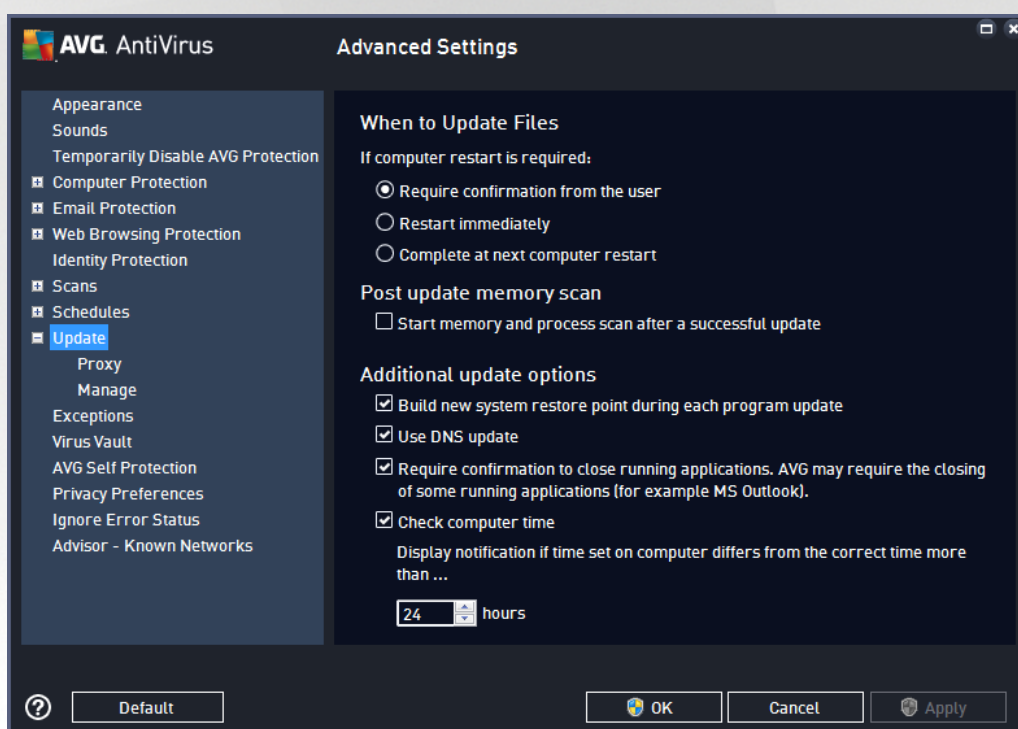 AVG. AntiVirus
Advanced Settings
Appearance
Sounds
Temporarily Disable AVG Protection
Computer Protection
Email Protection
Web Browsing Protection
Identity Protection
Scans
Schedules
Update
Proxy
Manage
Exceptions
Virus Vault
AVG Self Protection
Privacy Preferences
Ignore Error Status
Advisor - Known Networks
When to Update Files
If computer restart is required:
Require confirmation from the user
Restart immediately
Complete at next computer restart
Post update memory scan
Start memory and process scan after a successful update
Additional update options
Build new system restore point during each program update
Use DNS update
Require confirmation to close running applications. AVG may require the closing
of some running applications (for example MS Outlook).
Check computer time
Display notification if time set on computer differs from the correct time more
than ...
24 hours
? Default OK Cancel Apply